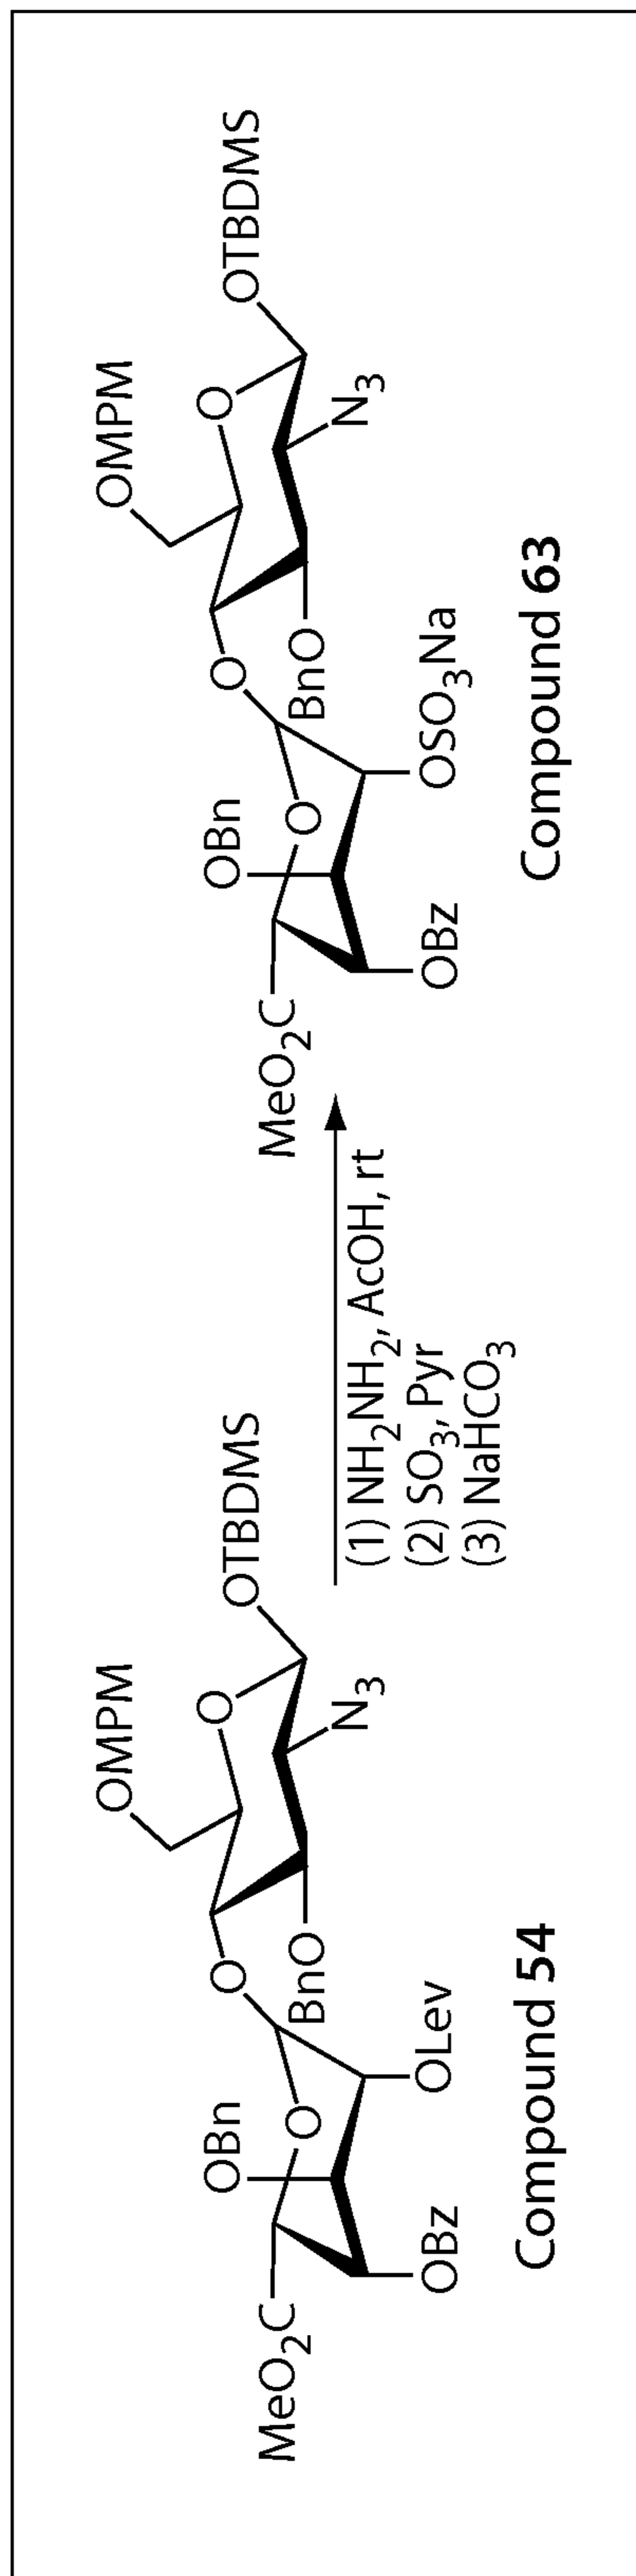 OMPM
O
OTBDMS
O
OBn
BnO
N3
MeO2C
O
OBz
OLev
Compound 54
(1) NH2NH2, AcOH, rt
(2) SO3, Pyr
(3) NaHCO3
OMPM
O
OTBDMS
O
OBn
BnO
N3
MeO2C
O
OBz
OSO3Na
Compound 63